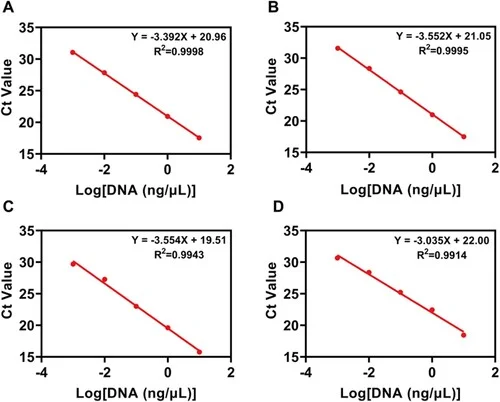 A
Y = -3.392X + 20.96
R²=0.9998
35
30
25
20
15
Ct Value
-4
-2
0
2
Log[DNA (ng/μL)]
B
Y = -3.552X + 21.05
R²=0.9995
35
30
25
20
15
Ct Value
-4
-2
0
2
Log[DNA (ng/μL)]
C
Y = -3.554X + 19.51
R²=0.9943
35
30
25
20
15
Ct Value
-4
-2
0
2
Log[DNA (ng/μL)]
D
Y = -3.035X + 22.00
R²=0.9914
35
30
25
20
15
Ct Value
-4
-2
0
2
Log[DNA (ng/μL)]